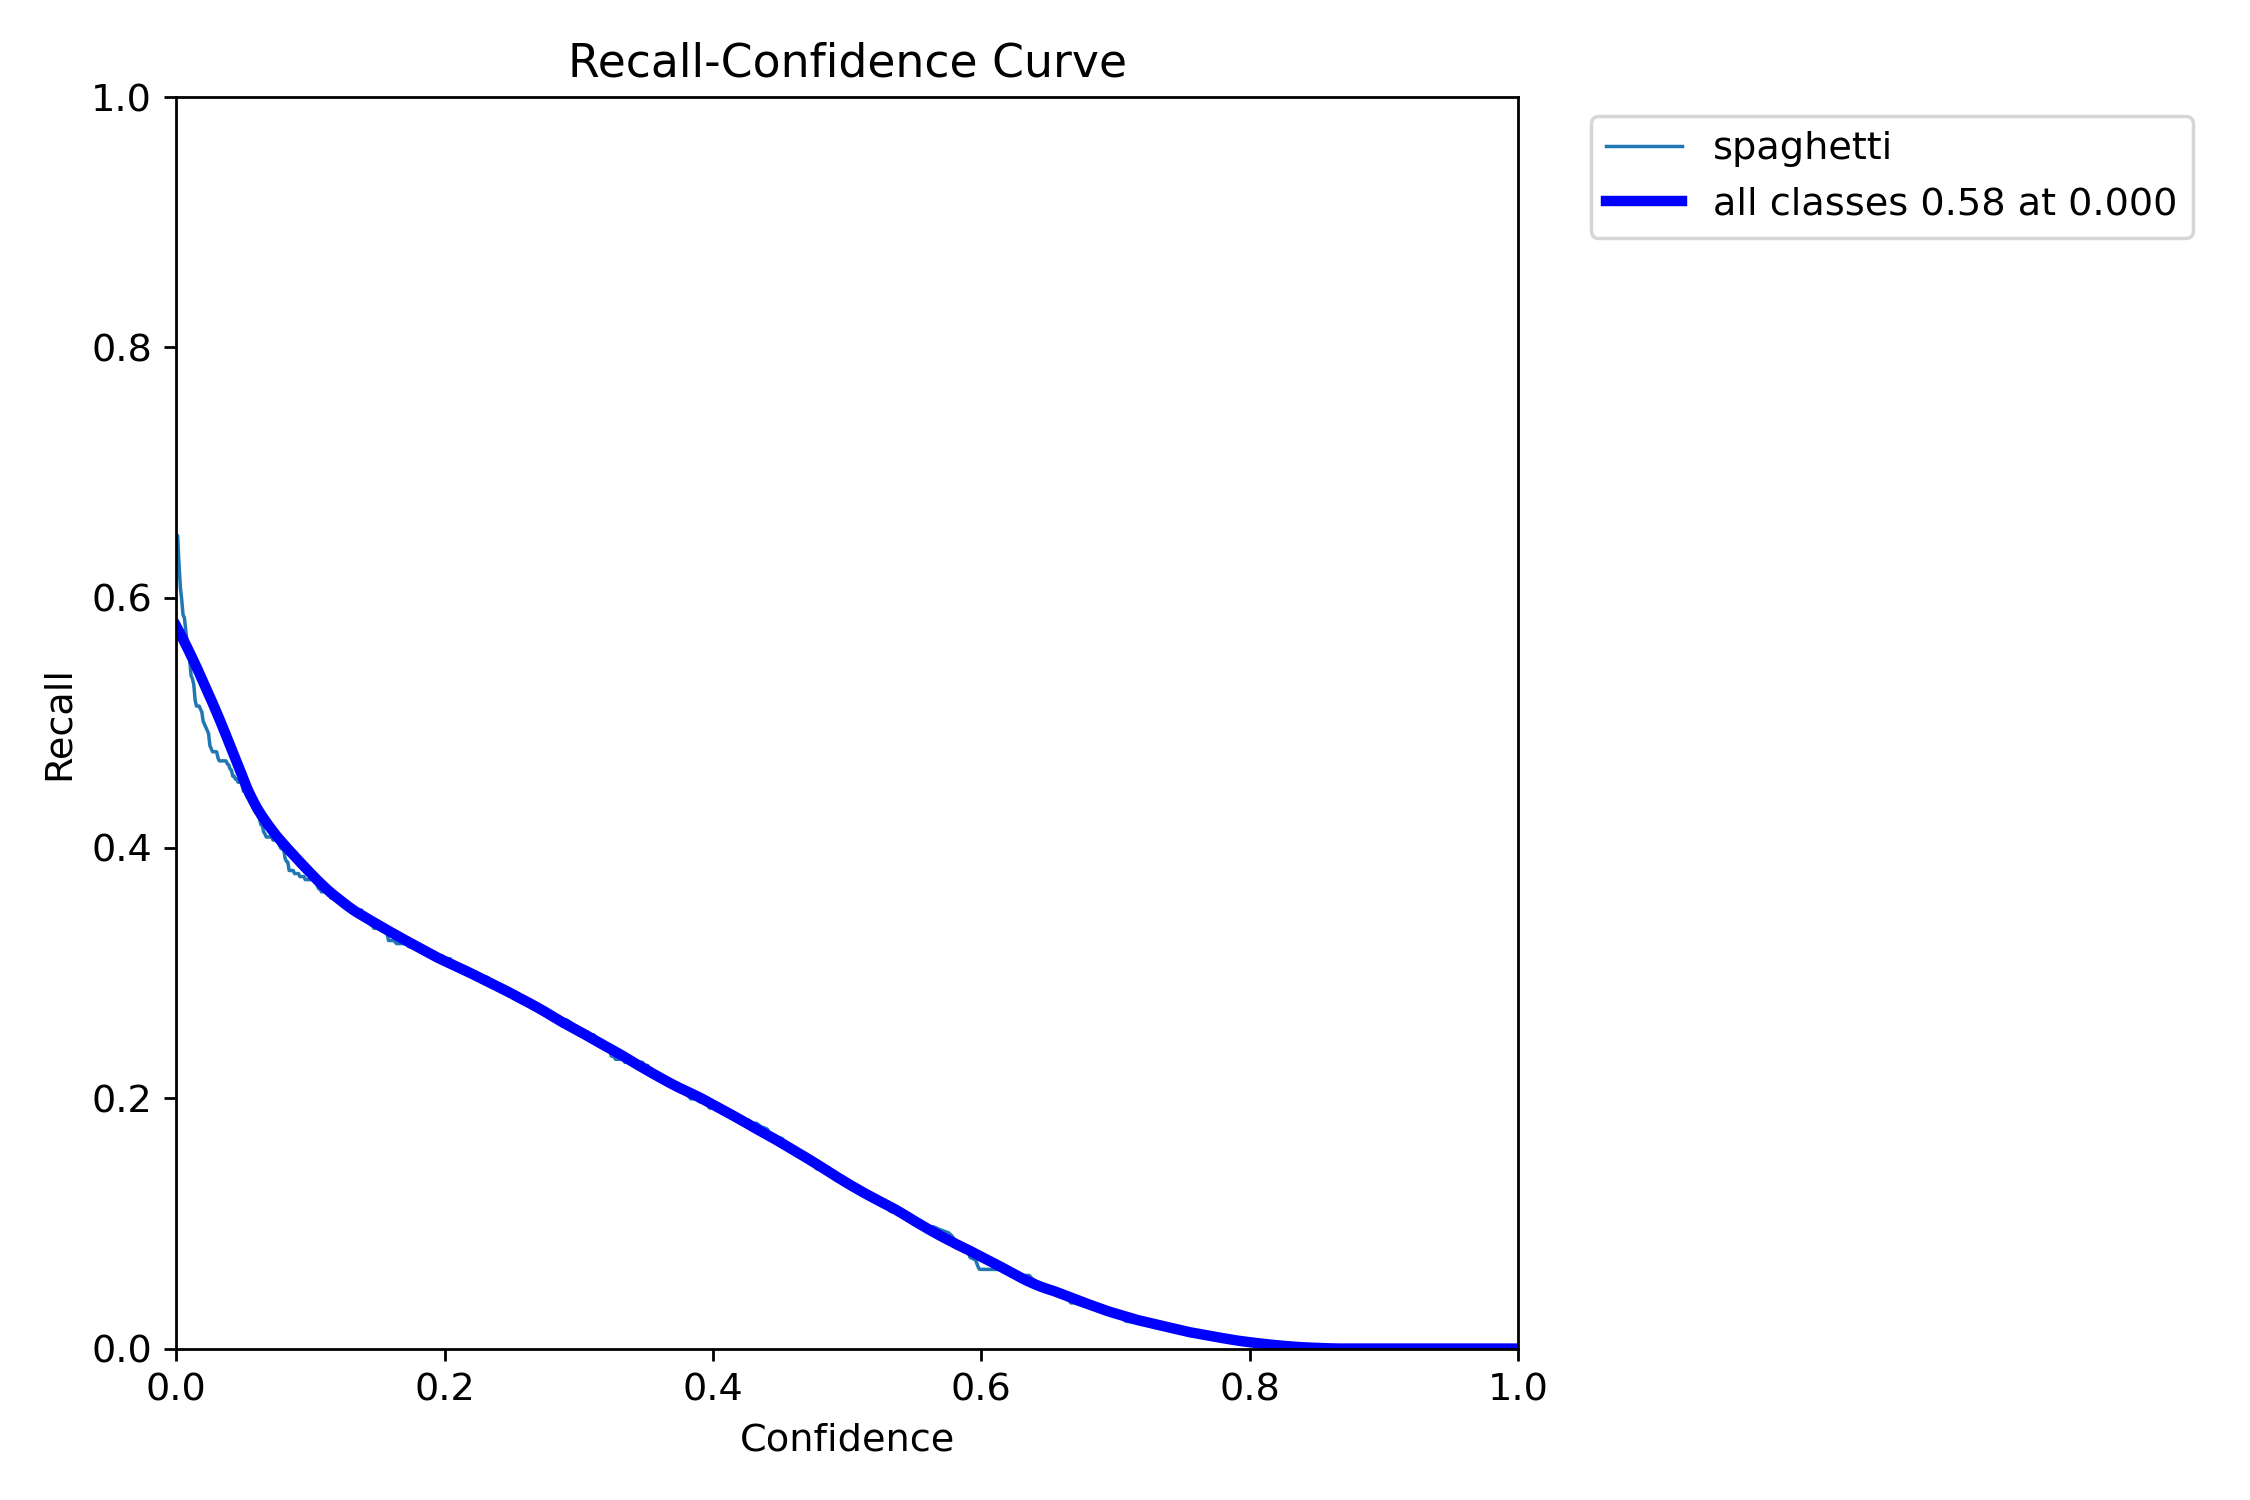 Recall-Confidence Curve
1.0
0.8
0.6
0.4
0.2
0.0
Recall
0.0 0.2 0.4 0.6 0.8 1.0
Confidence
spaghetti
all classes 0.58 at 0.000